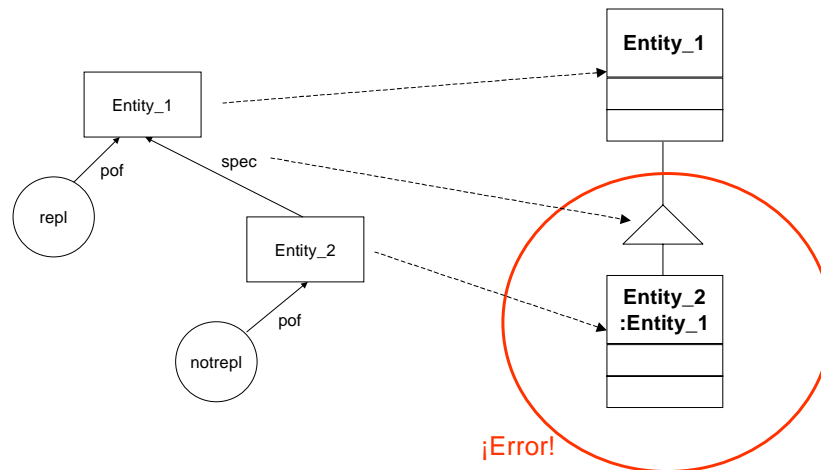 Entity_1
Entity_1
pof
spec
repl
Entity_2
pof
notrepl
Entity_2
:Entity_1
¡Error!